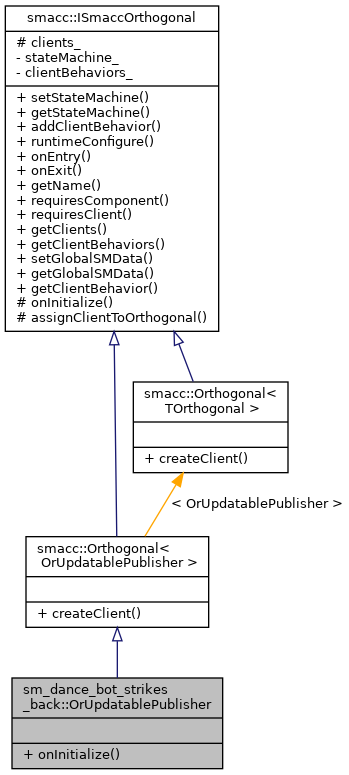 smacc::ISmaccOrthogonal
# clients_
- stateMachine_
- clientBehaviors_
+ setStateMachine()
+ getStateMachine()
+ addClientBehavior()
+ runtimeConfigure()
+ onEntry()
+ onExit()
+ getName()
+ requiresComponent()
+ requiresClient()
+ getClients()
+ getClientBehaviors()
+ setGlobalSMData()
+ getGlobalSMData()
+ getClientBehavior()
# onInitialize()
# assignClientToOrthogonal()
smacc::Orthogonal<
TOrthogonal >
+ createClient()
< OrUpdatablePublisher >
smacc::Orthogonal<
OrUpdatablePublisher >
+ createClient()
sm_dance_bot_strikes
_back::OrUpdatablePublisher
+ onInitialize()